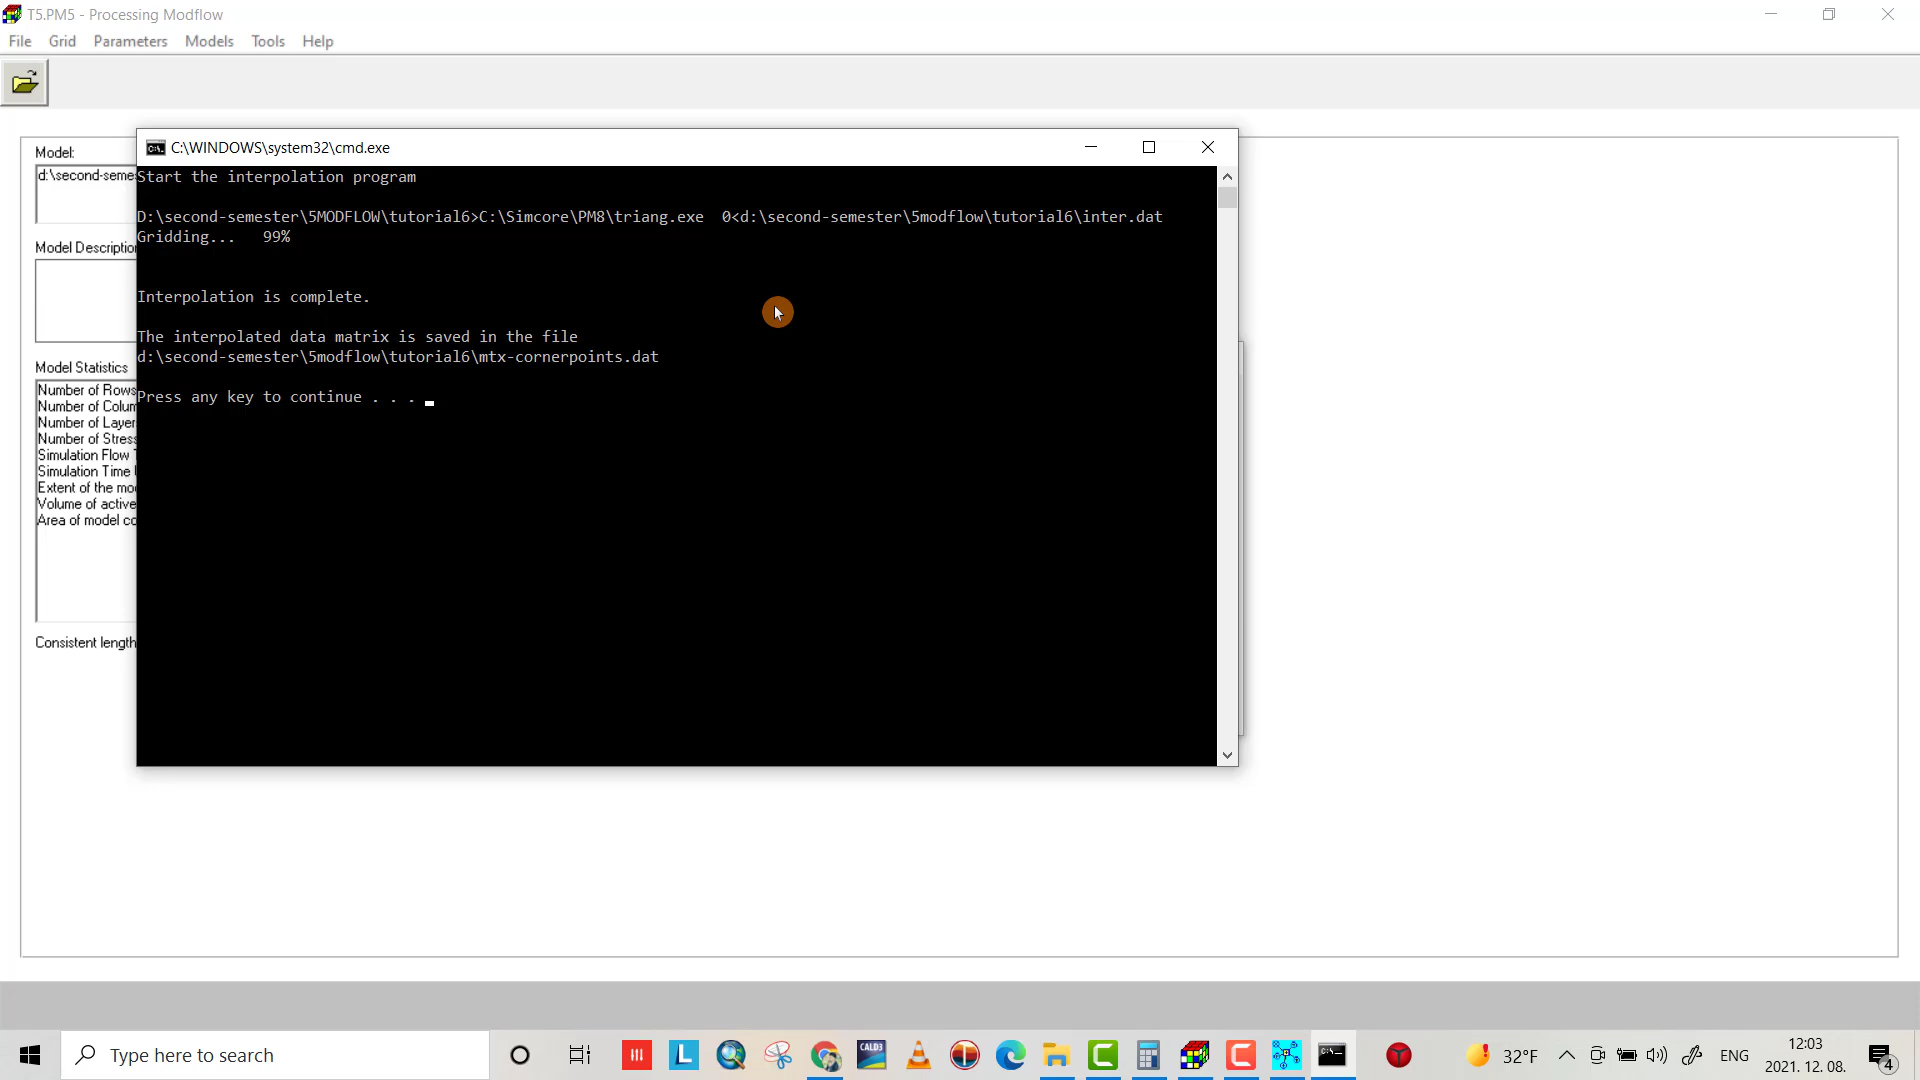 T5.PM5 - Processing Modflow
File Grid Parameters Models Tools Help
Model:
d:\second-seme
Model Description
Model Statistics
Number of Rows
Number of Colum
Number of Layer
Number of Stress
Simulation Flow T
Simulation Time U
Extent of the mo
Volume of active
Area of model co
Consistent length
C:\WINDOWS\system32\cmd.exe
Start the interpolation program
D:\second-semester\5MODFLOW\tutorial6>C:\Simcore\PM8\triang.exe 0<d:\second-semester\5modflow\tutorial6\inter.dat
Gridding... 99%
Interpolation is complete.
The interpolated data matrix is saved in the file
d:\second-semester\5modflow\tutorial6\mtx-cornerpoints.dat
Press any key to continue . . .
Type here to search
L
CALD3
32°F
ENG
12:03
2021. 12. 08.
4